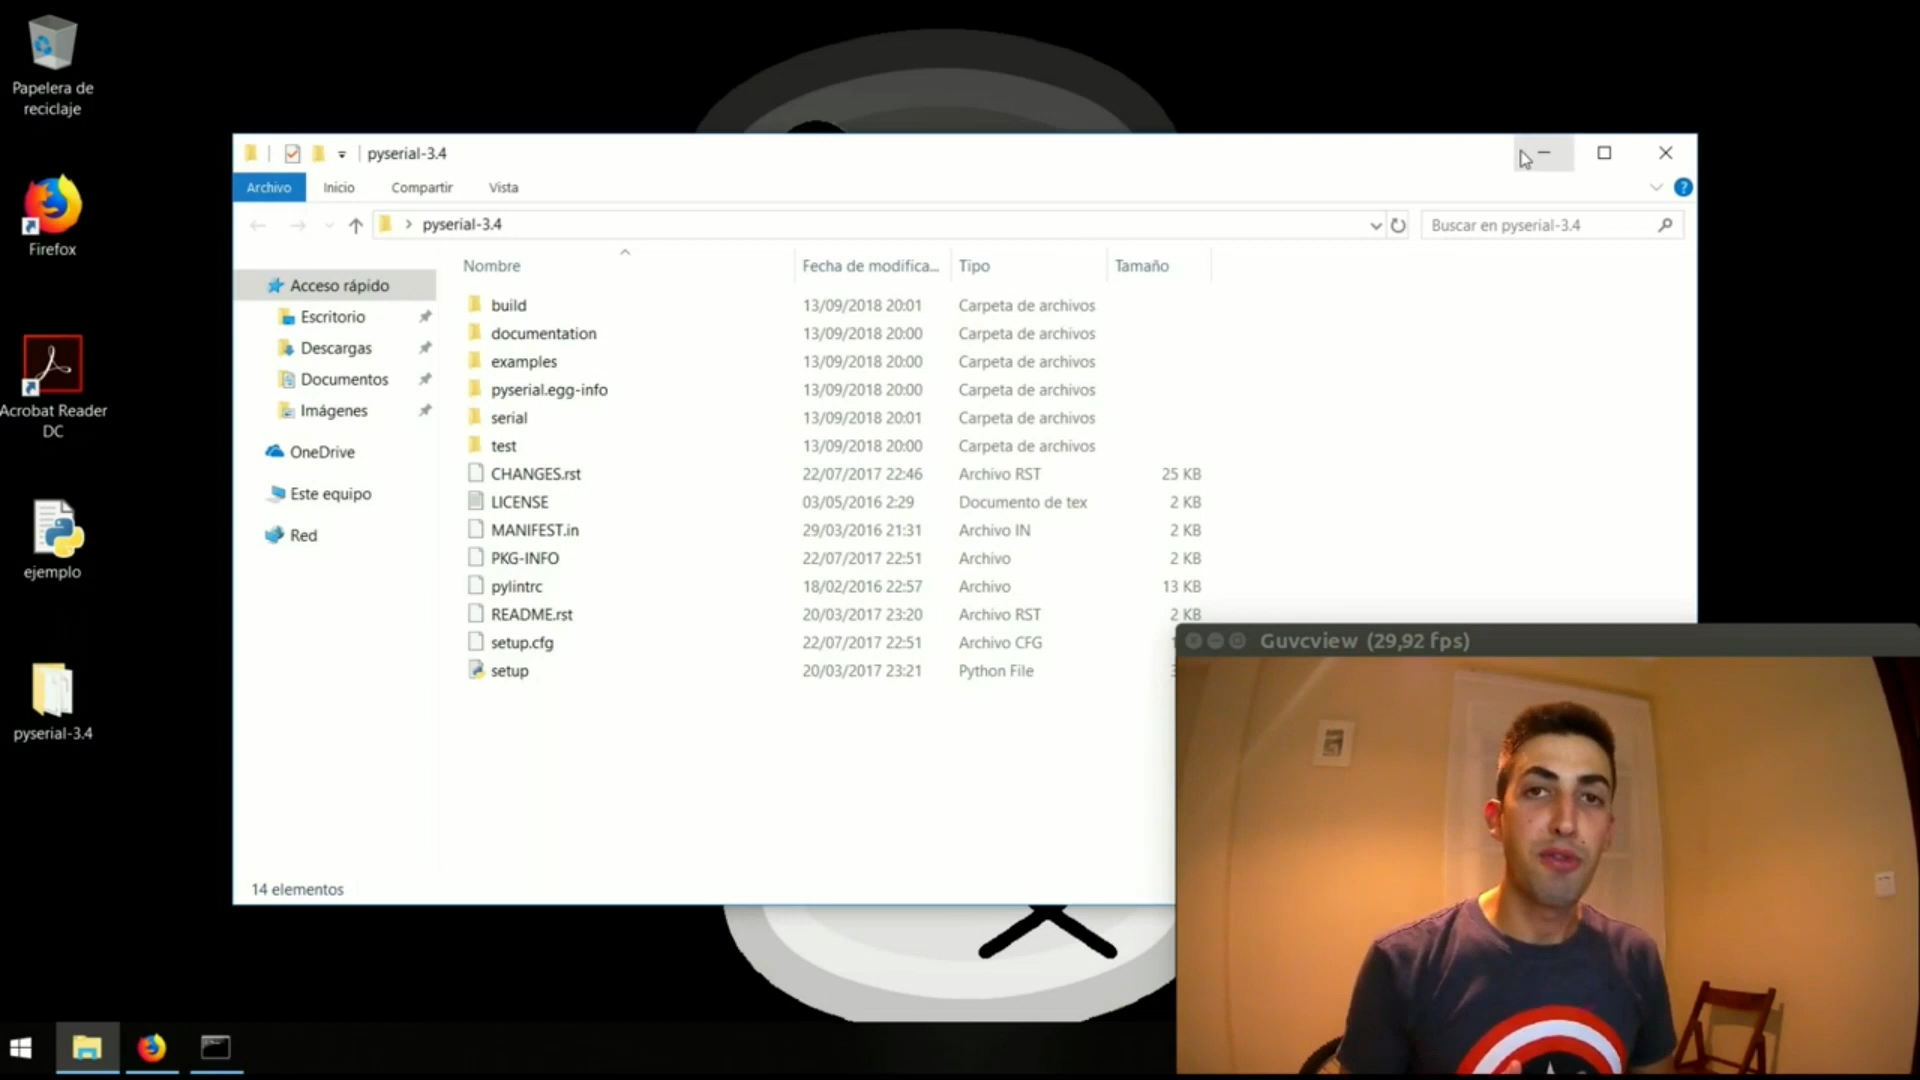 Papelera de
reciclaje
Firefox
Acrobat Reader
DC
ejemplo
pyserial-3.4
pyserial-3.4
Archivo
Inicio
Compartir
Vista
?
pyserial-3.4
Buscar en pyserial-3.4
Acceso rápido
Escritorio
Descargas
Documentos
Imágenes
OneDrive
Este equipo
Red
Nombre Fecha de modifica... Tipo Tamaño
build 13/09/2018 20:01 Carpeta de archivos
documentation 13/09/2018 20:00 Carpeta de archivos
examples 13/09/2018 20:00 Carpeta de archivos
pyserial.egg-info 13/09/2018 20:00 Carpeta de archivos
serial 13/09/2018 20:01 Carpeta de archivos
test 13/09/2018 20:00 Carpeta de archivos
CHANGES.rst 22/07/2017 22:46 Archivo RST 25 KB
LICENSE 03/05/2016 2:29 Documento de tex 2 KB
MANIFEST.in 29/03/2016 21:31 Archivo IN 2 KB
PKG-INFO 22/07/2017 22:51 Archivo 2 KB
pylintrc 18/02/2016 22:57 Archivo 13 KB
README.rst 20/03/2017 23:20 Archivo RST 2 KB
setup.cfg 22/07/2017 22:51 Archivo CFG
setup 20/03/2017 23:21 Python File
14 elementos
Guvcview (29,92 fps)